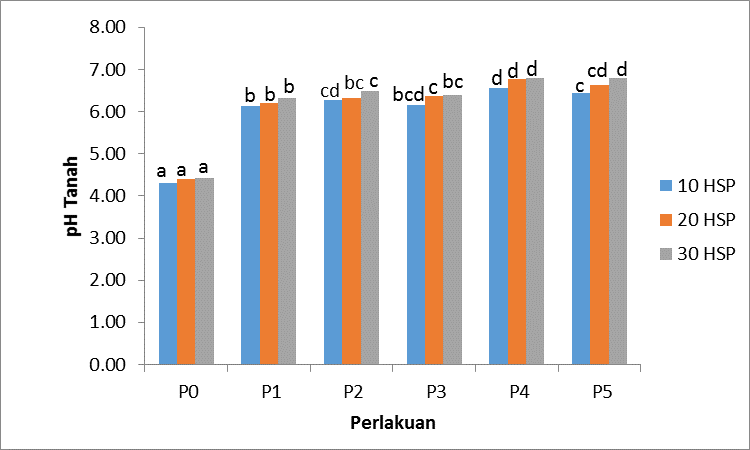 8.00
7.00
6.00
5.00
4.00
3.00
2.00
1.00
0.00
pH Tanah
a a a
b b b
cd bc c
bcd c bc
d d d
c cd d
P0 P1 P2 P3 P4 P5
Perlakuan
10 HSP
20 HSP
30 HSP